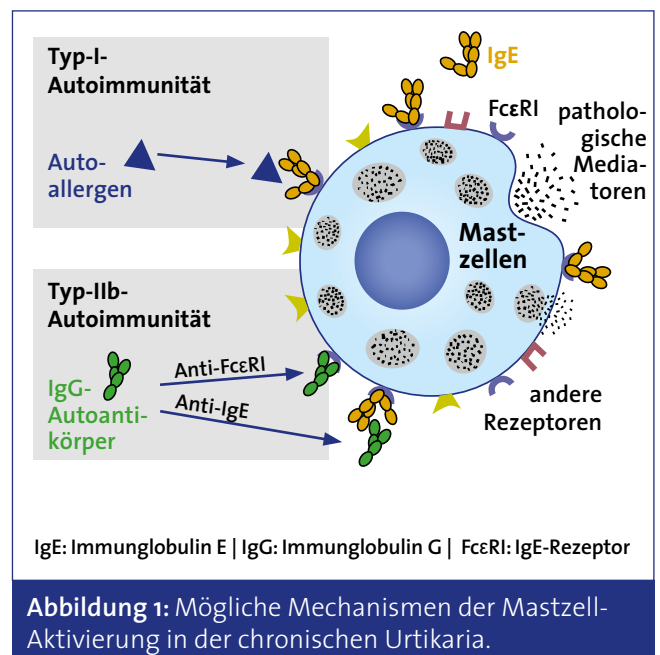 Typ-I-
Autoimmunität
Auto-
allergen
IgE
FcεRI
patholo-
gische
Media-
toren
Mast-
zellen
Typ-IIb-
Autoimmunität
IgG-
Autoanti-
körper
Anti-FcεRI
Anti-IgE
andere
Rezeptoren
IgE: Immunglobulin E | IgG: Immunglobulin G | FcεRI: IgE-Rezeptor
Abbildung 1: Mögliche Mechanismen der Mastzell-
Aktivierung in der chronischen Urtikaria.